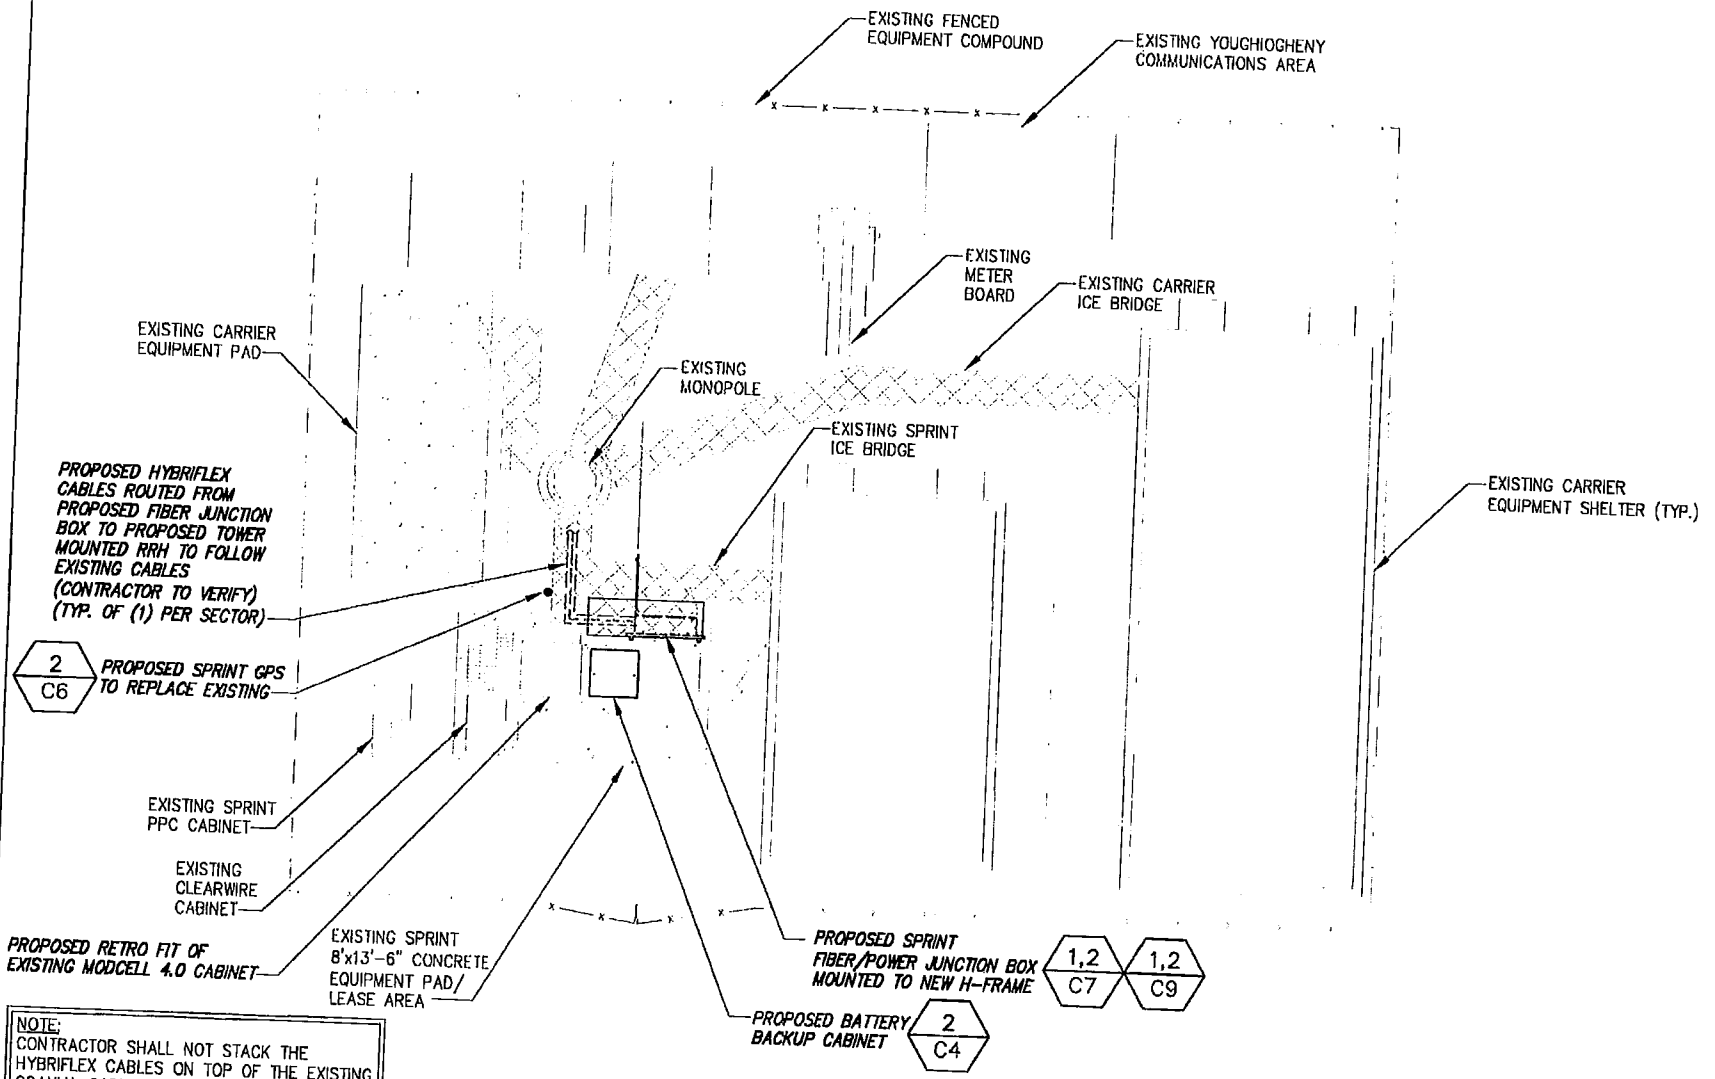 EXISTING FENCED
EQUIPMENT COMPOUND
EXISTING YOUGHIOGHENY
COMMUNICATIONS AREA
EXISTING
METER
BOARD
EXISTING CARRIER
ICE BRIDGE
EXISTING CARRIER
EQUIPMENT PAD
EXISTING
MONOPOLE
EXISTING SPRINT
ICE BRIDGE
PROPOSED HYBRIFLEX
CABLES ROUTED FROM
PROPOSED FIBER JUNCTION
BOX TO PROPOSED TOWER
MOUNTED RRH TO FOLLOW
EXISTING CABLES
(CONTRACTOR TO VERIFY)
(TYP. OF (1) PER SECTOR)
EXISTING CARRIER
EQUIPMENT SHELTER (TYP.)
2
C6
PROPOSED SPRINT GPS
TO REPLACE EXISTING
EXISTING SPRINT
PPC CABINET
EXISTING
CLEARWIRE
CABINET
PROPOSED RETRO FIT OF
EXISTING MODCELL 4.0 CABINET
EXISTING SPRINT
8'x13'-6" CONCRETE
EQUIPMENT PAD/
LEASE AREA
PROPOSED SPRINT
FIBER/POWER JUNCTION BOX
MOUNTED TO NEW H-FRAME
1,2
C7
1,2
C9
PROPOSED BATTERY
BACKUP CABINET
2
C4
NOTE:
CONTRACTOR SHALL NOT STACK THE
HYBRIFLEX CABLES ON TOP OF THE EXISTING